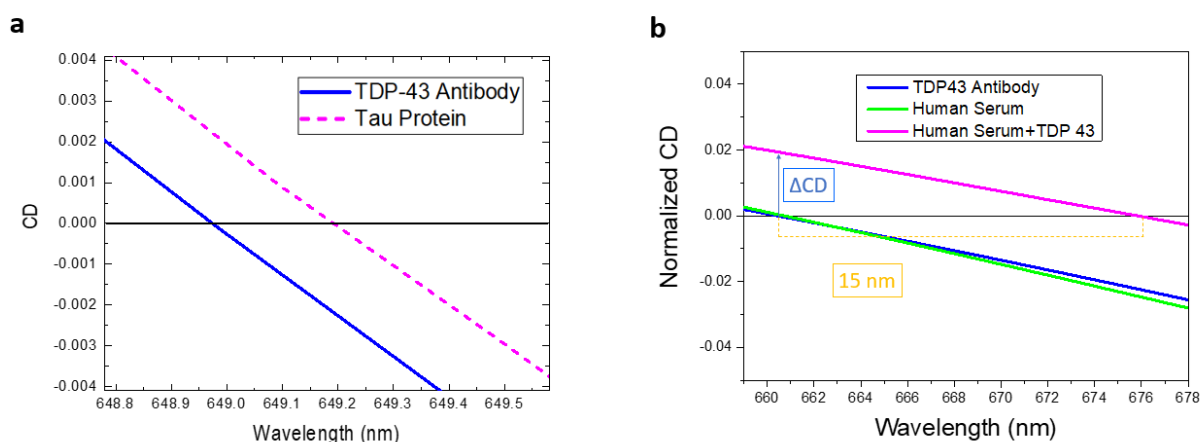 a
0.004
0.003
0.002
0.001
0.000
-0.001
-0.002
-0.003
-0.004
CD
TDP-43 Antibody
Tau Protein
648.8 648.9 649.0 649.1 649.2 649.3 649.4 649.5
Wavelength (nm)
b
0.04
0.02
0.00
-0.02
-0.04
Normalized CD
TDP43 Antibody
Human Serum
Human Serum+TDP 43
ΔCD
15 nm
660 662 664 666 668 670 672 674 676 678
Wavelength (nm)